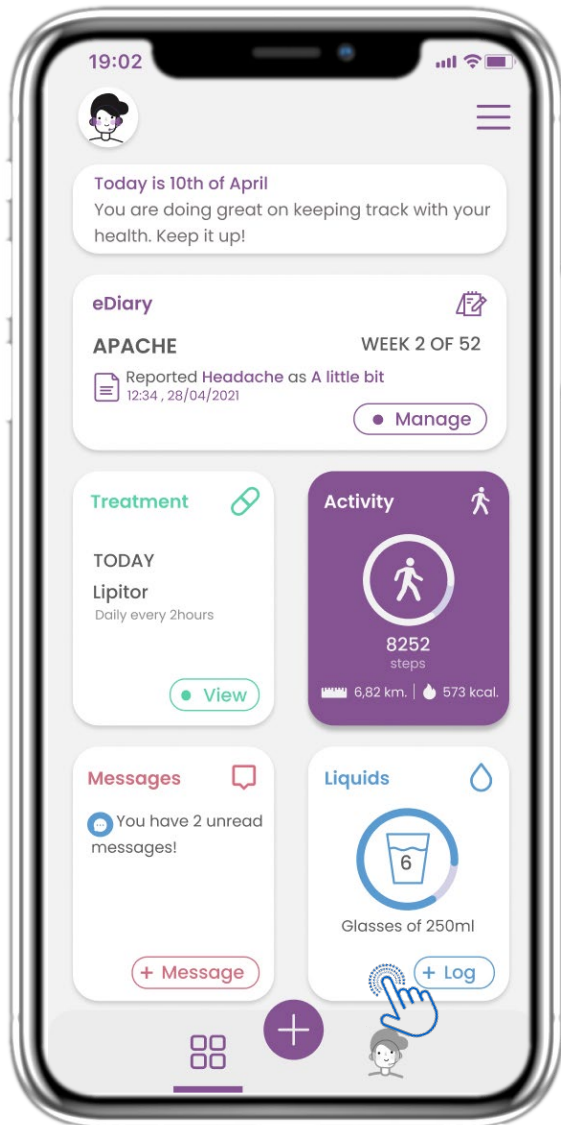 19:02
Today is 10th of April
You are doing great on keeping track with your
health. Keep it up!
eDiary
APACHE
WEEK 2 OF 52
Reported Headache as A little bit
12:34 , 28/04/2021
Manage
Treatment
TODAY
Lipitor
Daily every 2hours
View
Activity
8252
steps
6,82 km.
573 kcal.
Messages
You have 2 unread
messages!
+ Message
Liquids
6
Glasses of 250ml
+ Log